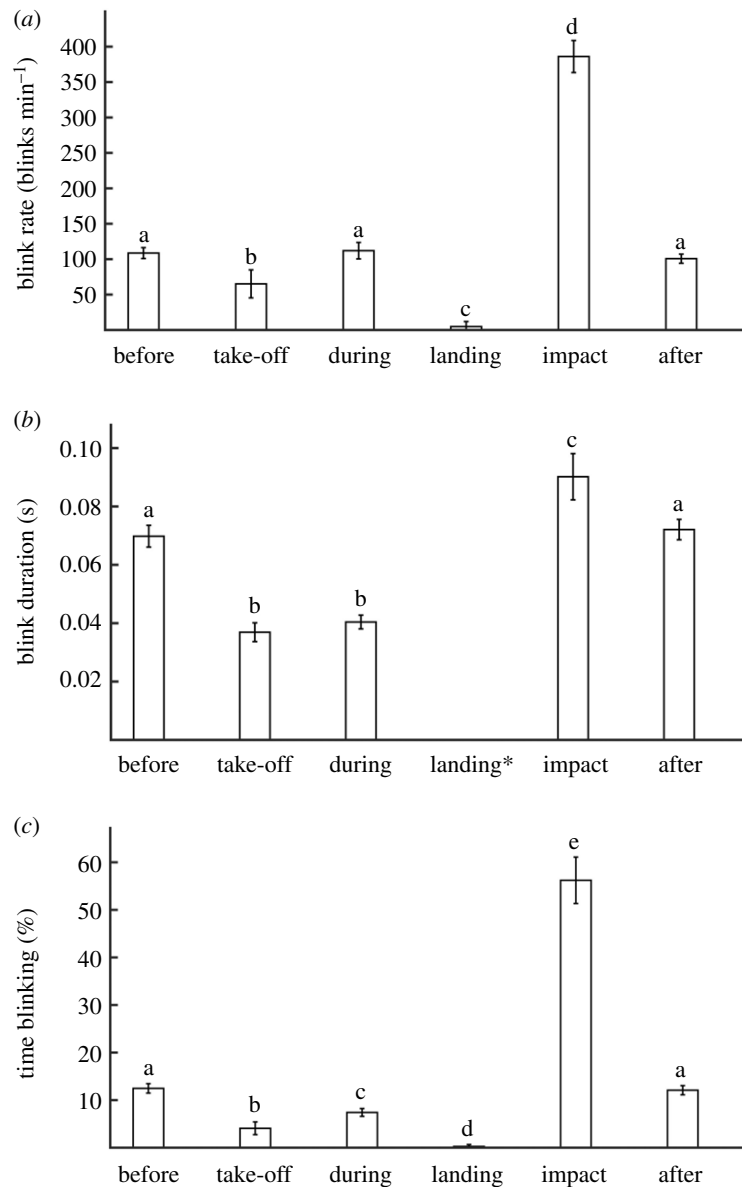 (a)
blink rate (blinks min⁻¹)
400
350
300
250
200
150
100
50
a
b
a
c
d
a
before take-off during landing impact after
(b)
blink duration (s)
0.10
0.08
0.06
0.04
0.02
a
b
b
c
a
before take-off during landing* impact after
(c)
time blinking (%)
60
50
40
30
20
10
a
b
c
d
e
a
before take-off during landing impact after